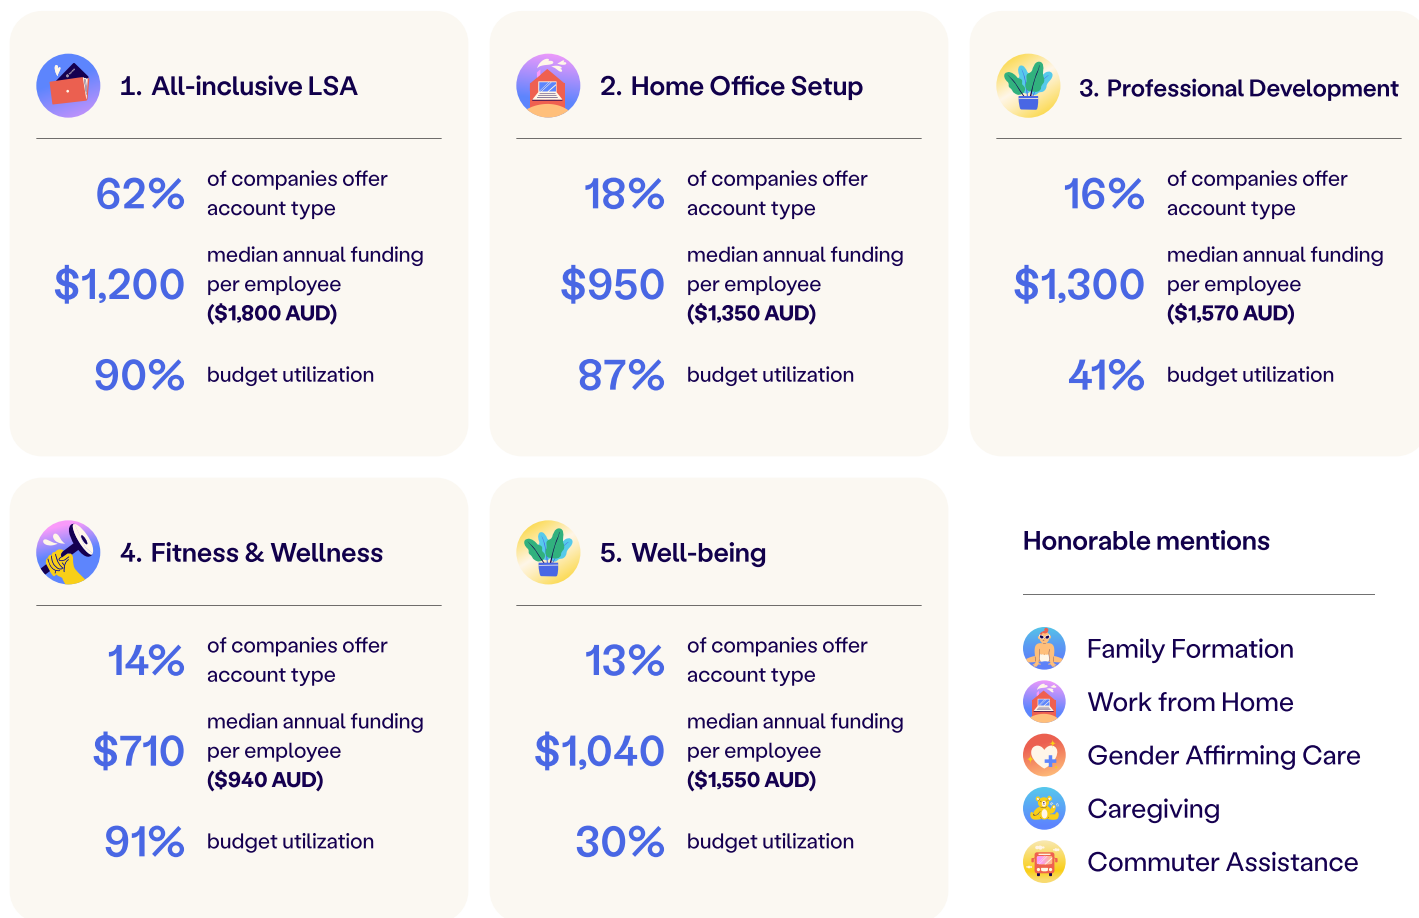 1. All-inclusive LSA
62%
of companies offer
account type
$1,200
median annual funding
per employee
($1,800 AUD)
90%
budget utilization
2. Home Office Setup
18%
of companies offer
account type
$950
median annual funding
per employee
($1,350 AUD)
87%
budget utilization
3. Professional Development
16%
of companies offer
account type
$1,300
median annual funding
per employee
($1,570 AUD)
41%
budget utilization
4. Fitness & Wellness
14%
of companies offer
account type
$710
median annual funding
per employee
($940 AUD)
91%
budget utilization
5. Well-being
13%
of companies offer
account type
$1,040
median annual funding
per employee
($1,550 AUD)
30%
budget utilization
Honorable mentions
Family Formation
Work from Home
Gender Affirming Care
Caregiving
Commuter Assistance